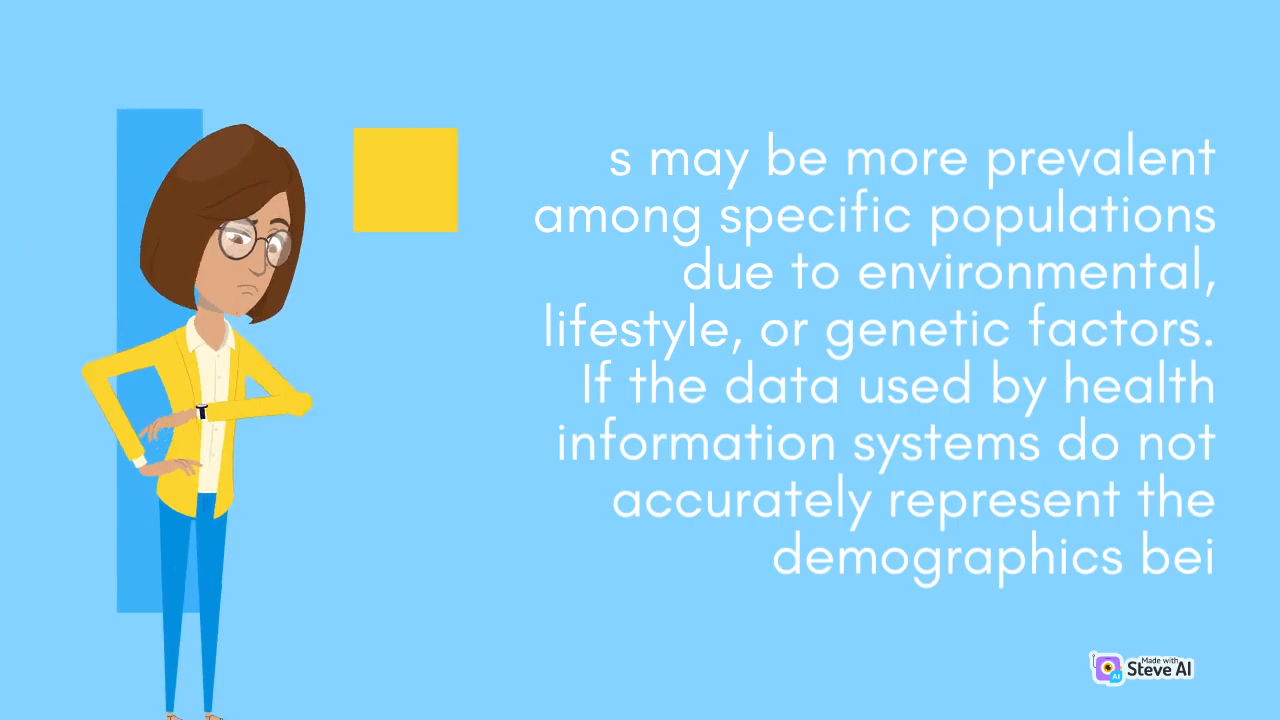 s may be more prevalent
among specific populations
due to environmental,
lifestyle, or genetic factors.
If the data used by health
information systems do not
accurately represent the
demographics bei
Made with
Steve AI
AI